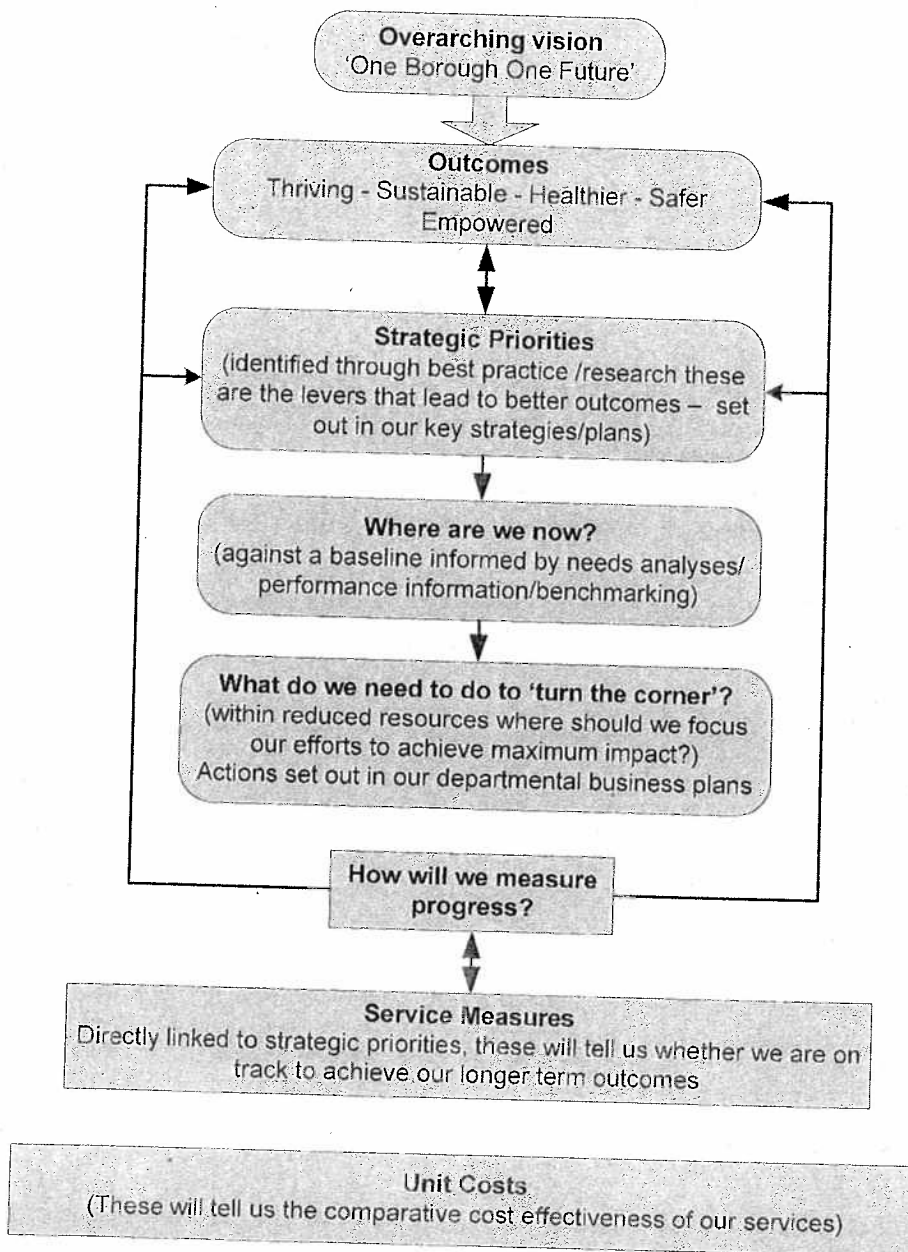 Overarching vision
'One Borough One Future'
Outcomes
Thriving - Sustainable - Healthier - Safer
Empowered
Strategic Priorities
(identified through best practice /research these
are the levers that lead to better outcomes – set
out in our key strategies/plans)
Where are we now?
(against a baseline informed by needs analyses/
performance information/benchmarking)
What do we need to do to 'turn the corner'?
(within reduced resources where should we focus
our efforts to achieve maximum impact?)
Actions set out in our departmental business plans
How will we measure
progress?
Service Measures
Directly linked to strategic priorities, these will tell us whether we are on
track to achieve our longer term outcomes
Unit Costs
(These will tell us the comparative cost effectiveness of our services)